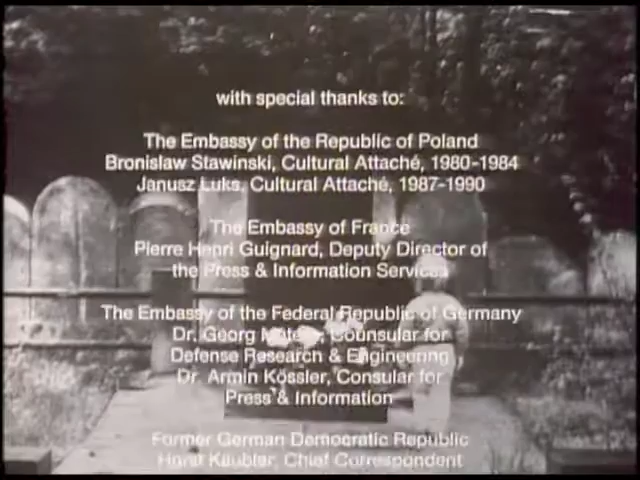 with special thanks to:
The Embassy of the Republic of Poland
Bronislaw Stawinski, Cultural Attaché, 1980-1984
Janusz Luks, Cultural Attaché, 1987-1990
The Embassy of France
Pierre Henri Guignard, Deputy Director of
the Press & Information Services
The Embassy of the Federal Republic of Germany
Dr. Georg Counsular for
Defense Research & Engineering
Dr. Armin Kössler, Consular for
Press & Information
Former German Democratic Republic
Horst Chief Correspondent